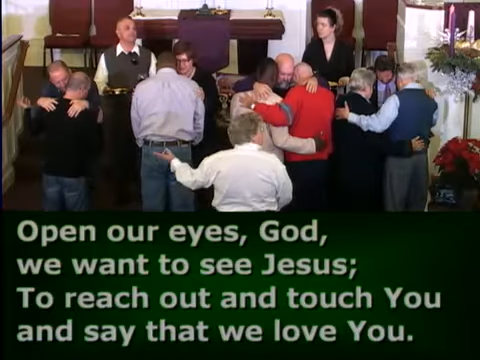 Open our eyes, God,
we want to see Jesus;
To reach out and touch You
and say that we love You.